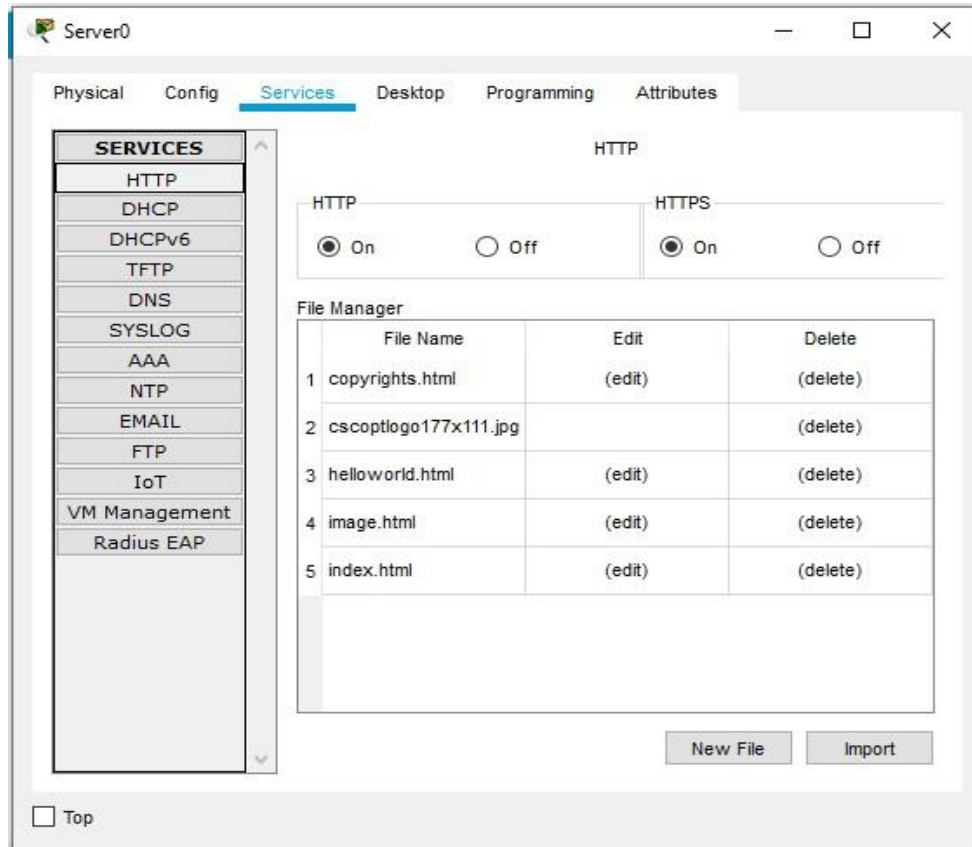 Server0
Physical Config Services Desktop Programming Attributes
SERVICES
HTTP
DHCP
DHCPv6
TFTP
DNS
SYSLOG
AAA
NTP
EMAIL
FTP
IoT
VM Management
Radius EAP
HTTP
HTTP HTTPS
On Off On Off
File Manager
File Name Edit Delete
1 copyrights.html (edit) (delete)
2 cscoptlogo177x111.jpg (delete)
3 helloworld.html (edit) (delete)
4 image.html (edit) (delete)
5 index.html (edit) (delete)
New File Import
Top